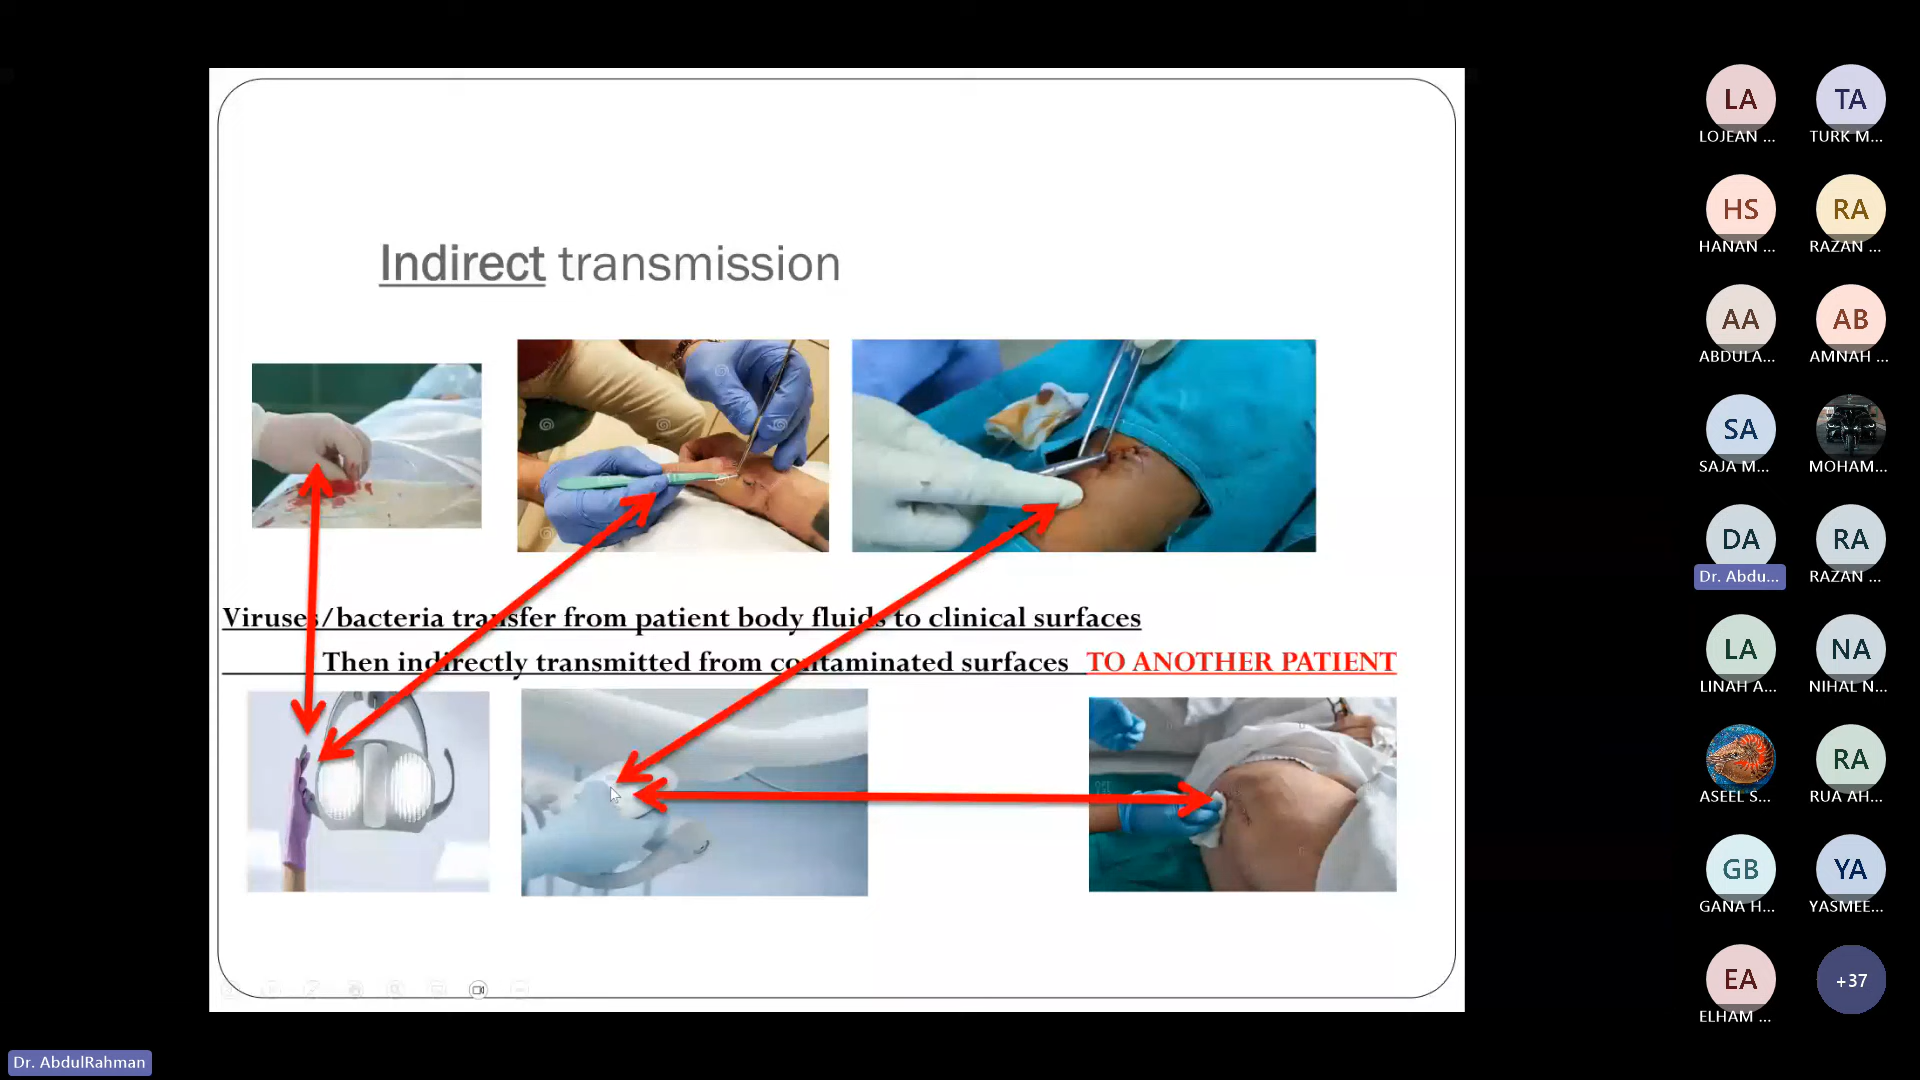 Indirect transmission
Viruses/bacteria transfer from patient body fluids to clinical surfaces
Then indirectly transmitted from contaminated surfaces TO ANOTHER PATIENT
LA
LOJEAN ...
TA
TURK M...
HS
HANAN ...
RA
RAZAN ...
AA
ABDULA...
AB
AMNAH ...
SA
SAJA M...
MOHAM...
DA
Dr. Abdu...
RA
RAZAN ...
LA
LINAH A...
NA
NIHAL N...
ASEEL S...
RA
RUA AH...
GB
GANA H...
YA
YASMEE...
EA
ELHAM ...
+37
Dr. AbdulRahman